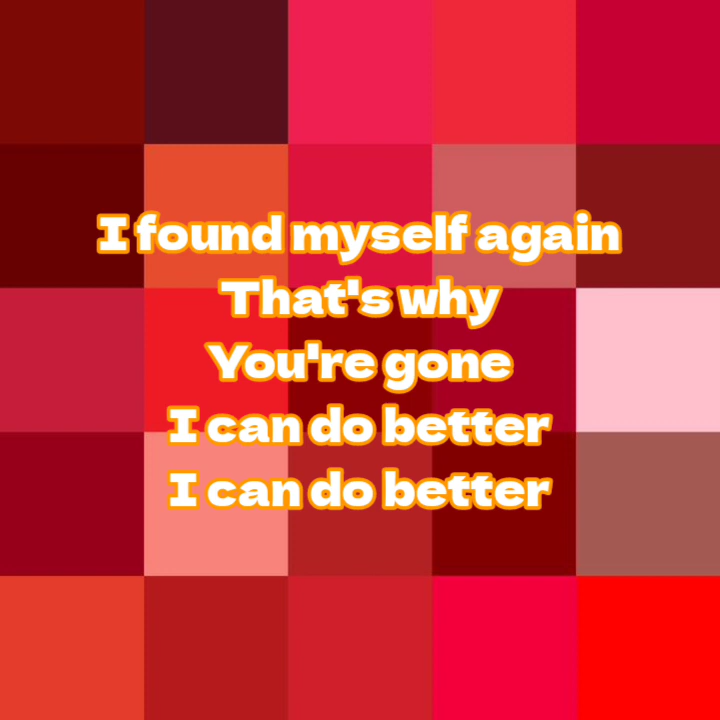 I found myself again
That's why
You're gone
I can do better
I can do better